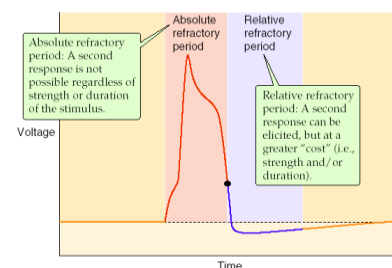 Absolute
refractory
period
Relative
refractory
period
Absolute refractory
period: A second
response is not
possible regardless of
strength or duration
of the stimulus.
Relative refractory
period: A second
response can be
elicited, but at a
greater “cost” (i.e.,
strength and/or
duration).
Voltage
Time